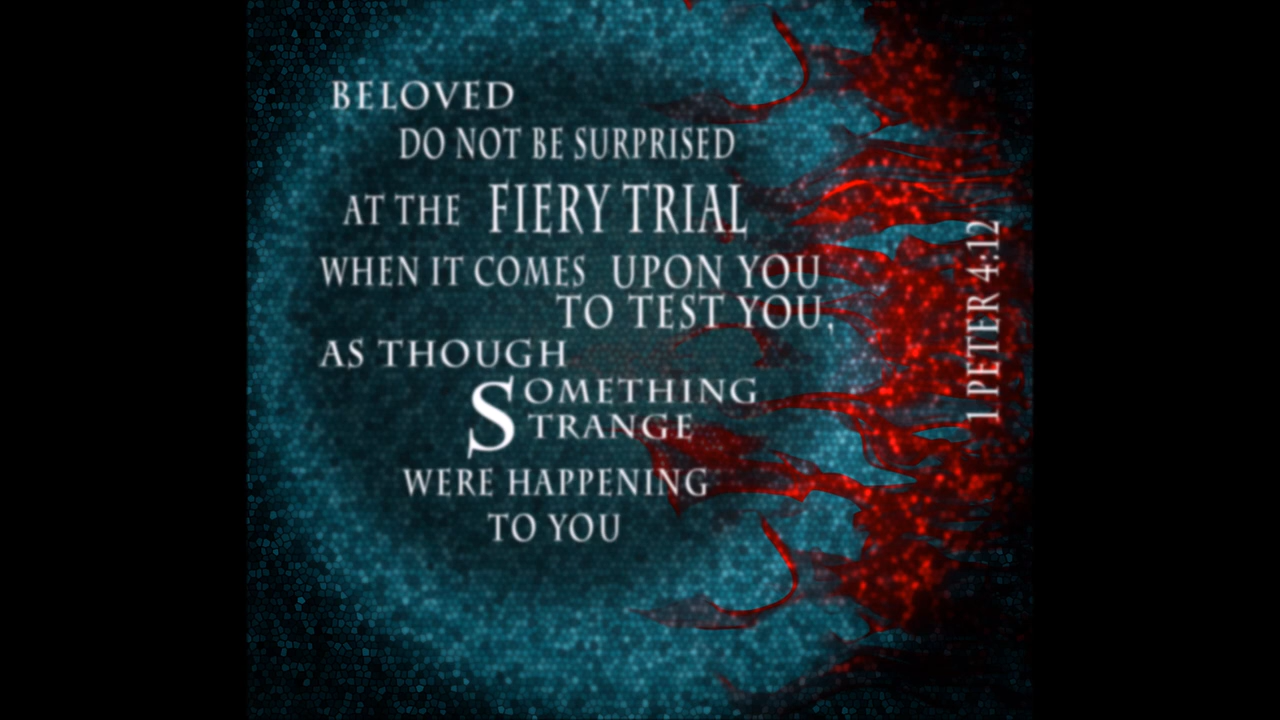 BELOVED
DO NOT BE SURPRISED
AT THE FIERY TRIAL
WHEN IT COMES UPON YOU
TO TEST YOU,
AS THOUGH
SOMETHING
STRANGE
WERE HAPPENING
TO YOU
1 PETER 4:12